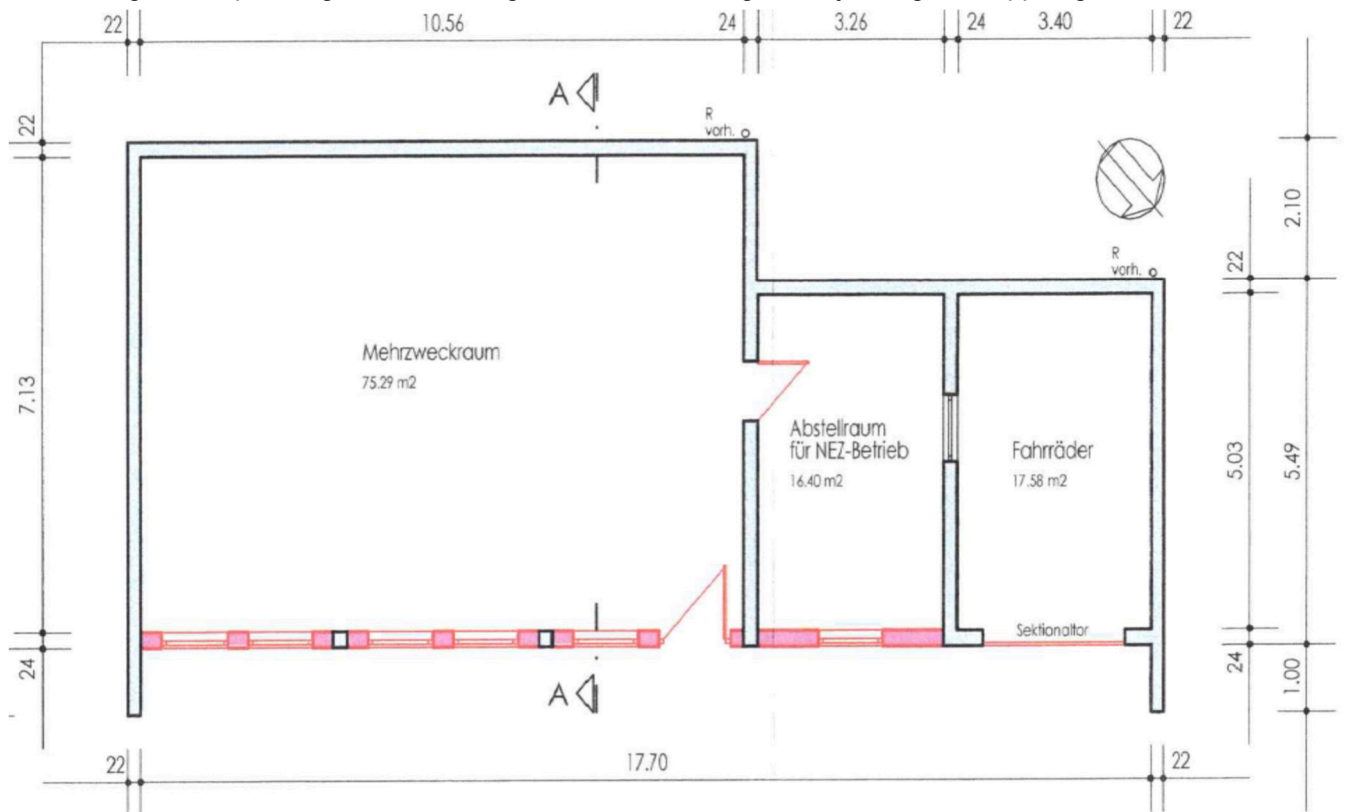 22 10.56 24 3.26 24 3.40 22
A
R
vorh.
22
2.10
R
vorh.
22
Mehrzweckraum
75.29 m2
7.13
Abstellraum
für NEZ-Betrieb
16.40 m2
Fahrräder
17.58 m2
5.03
5.49
Sektionaltor
24
A
24
1.00
22 17.70 22